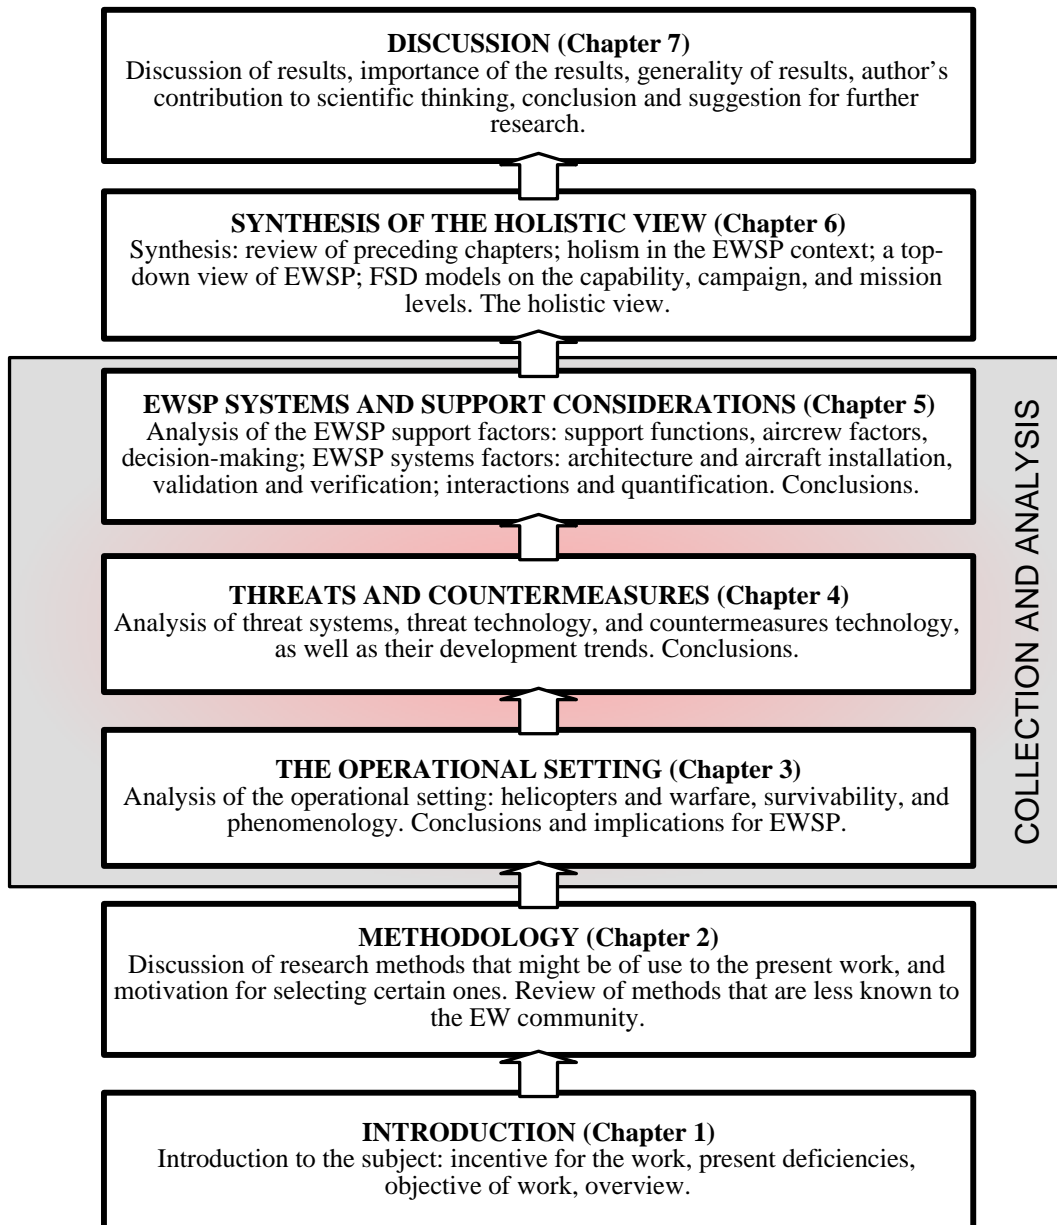 DISCUSSION (Chapter 7)
Discussion of results, importance of the results, generality of results, author's
contribution to scientific thinking, conclusion and suggestion for further
research.
SYNTHESIS OF THE HOLISTIC VIEW (Chapter 6)
Synthesis: review of preceding chapters; holism in the EWSP context; a top-
down view of EWSP; FSD models on the capability, campaign, and mission
levels. The holistic view.
EWSP SYSTEMS AND SUPPORT CONSIDERATIONS (Chapter 5)
Analysis of the EWSP support factors: support functions, aircrew factors,
decision-making; EWSP systems factors: architecture and aircraft installation,
validation and verification; interactions and quantification. Conclusions.
THREATS AND COUNTERMEASURES (Chapter 4)
Analysis of threat systems, threat technology, and countermeasures technology,
as well as their development trends. Conclusions.
THE OPERATIONAL SETTING (Chapter 3)
Analysis of the operational setting: helicopters and warfare, survivability, and
phenomenology. Conclusions and implications for EWSP.
COLLECTION AND ANALYSIS
METHODOLOGY (Chapter 2)
Discussion of research methods that might be of use to the present work, and
motivation for selecting certain ones. Review of methods that are less known to
the EW community.
INTRODUCTION (Chapter 1)
Introduction to the subject: incentive for the work, present deficiencies,
objective of work, overview.